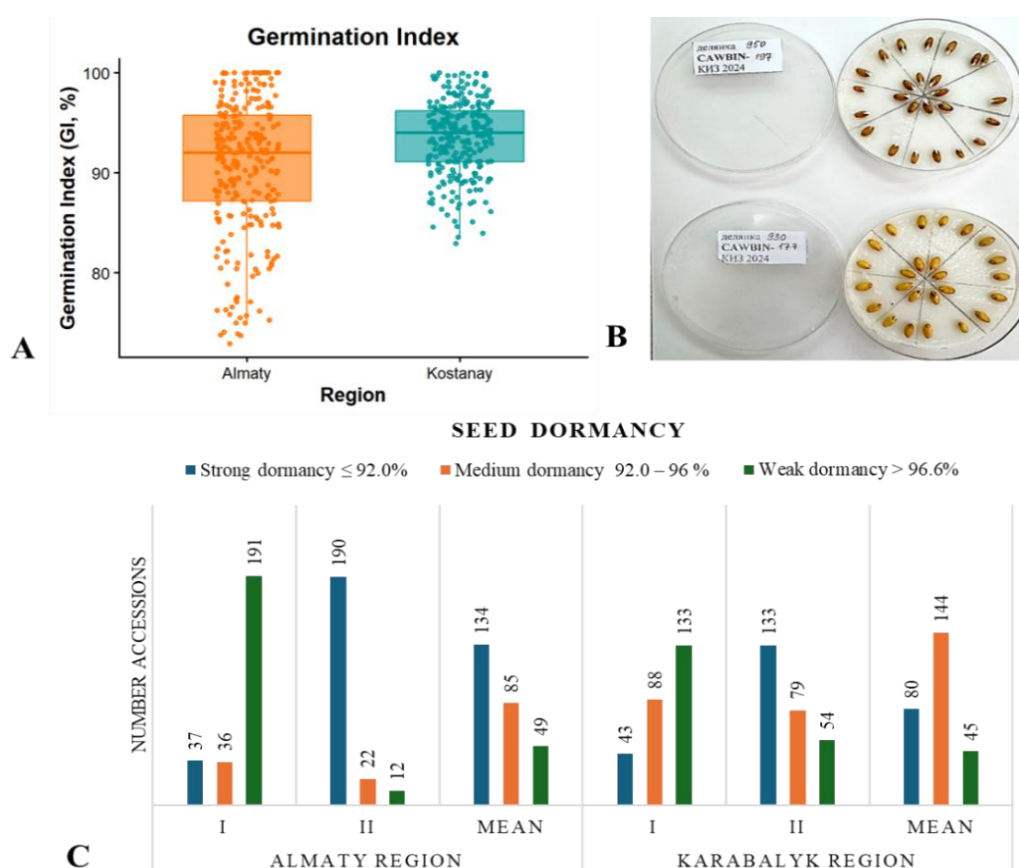 Germination Index
Germination Index (GI, %)
100
90
80
Almaty
Kostanay
Region
A
делянка 950
CAWBIN- 197
КИЗ 2024
делянка 930
CAWBIN- 177
КИЗ 2024
B
SEED DORMANCY
Strong dormancy ≤ 92.0%
Medium dormancy 92.0 – 96 %
Weak dormancy > 96.6%
NUMBER ACCESSIONS
37
36
191
190
22
12
134
85
49
43
88
133
133
79
54
80
144
45
I
II
MEAN
I
II
MEAN
ALMATY REGION
KARABALYK REGION
C